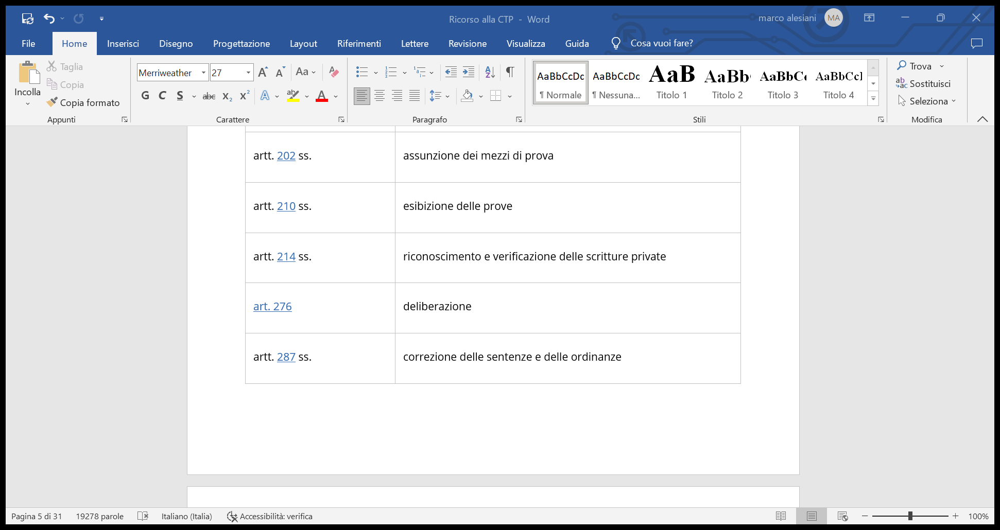 Ricorso alla CTP - Word
marco alesiani MA
File Home Inserisci Disegno Progettazione Layout Riferimenti Lettere Revisione Visualizza Guida Cosa vuoi fare?
Incolla
Taglia
Copia
Copia formato
Appunti
Merriweather 27
Aa
G C S abc x₂ x² A ab A
Carattere
Paragrafo
AaBbCcDc AaBbCcDc AaB AaBb AaBbCc AaBbCcI
¶ Normale ¶ Nessuna... Titolo 1 Titolo 2 Titolo 3 Titolo 4
Stili
Trova
Sostituisci
Seleziona
Modifica
artt. 202 ss. assunzione dei mezzi di prova
artt. 210 ss. esibizione delle prove
artt. 214 ss. riconoscimento e verificazione delle scritture private
art. 276 deliberazione
artt. 287 ss. correzione delle sentenze e delle ordinanze
Pagina 5 di 31 19278 parole Italiano (Italia) Accessibilità: verifica 100%